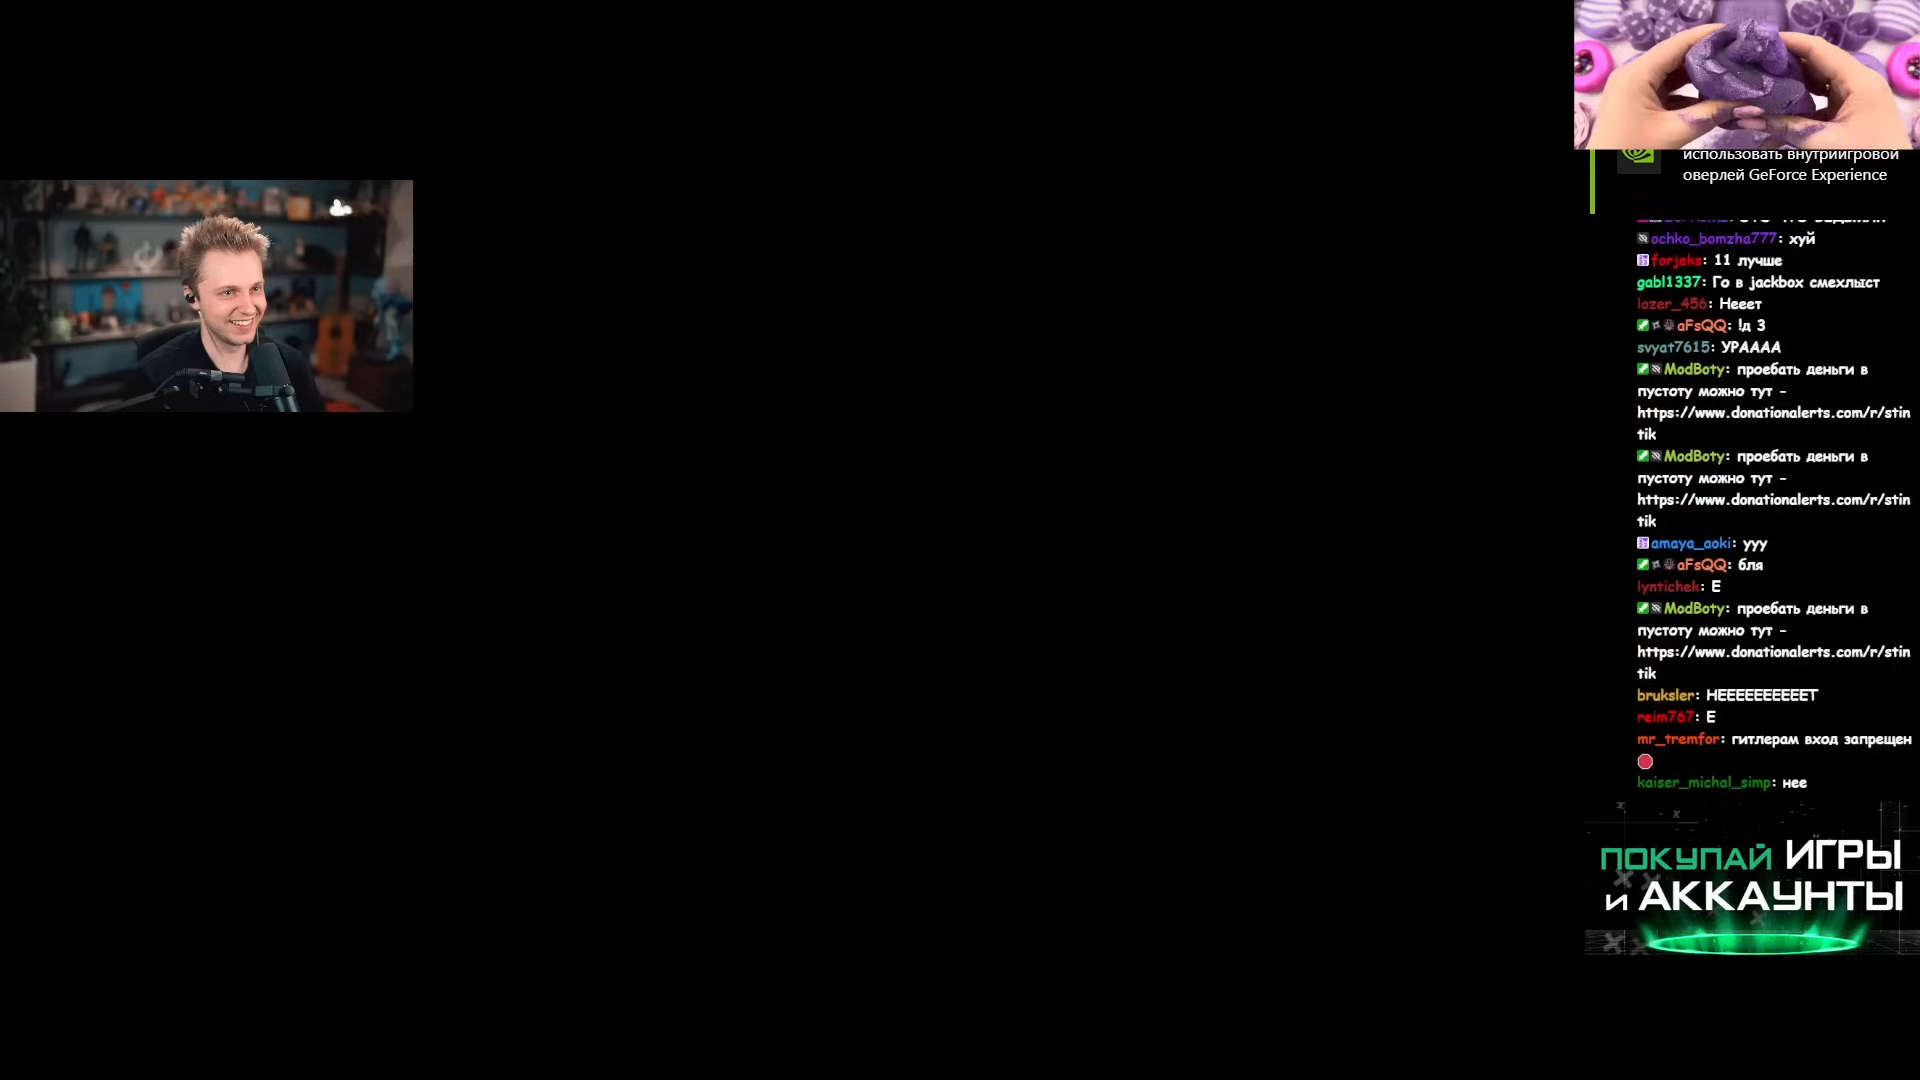 использовать внутриигровой
оверлей GeForce Experience
ochko_bomzha777: хуй
forjeks: 11 лучше
gabl1337: Го в jackbox смехлыст
lozer_456: Нееет
aFsQQ: !д 3
svyat7615: УРАААА
ModBoty: проебать деньги в
пустоту можно тут -
https://www.donationalerts.com/r/stin
tik
ModBoty: проебать деньги в
пустоту можно тут -
https://www.donationalerts.com/r/stin
tik
amaya_aoki: ууу
aFsQQ: бля
lyntichek: Е
ModBoty: проебать деньги в
пустоту можно тут -
https://www.donationalerts.com/r/stin
tik
bruksler: НЕЕЕЕЕЕЕЕЕТ
reim767: Е
mr_tremfor: гитлерам вход запрещен
kaiser_michal_simp: нее
ПОКУПАЙ ИГРЫ
и АККАУНТЫ